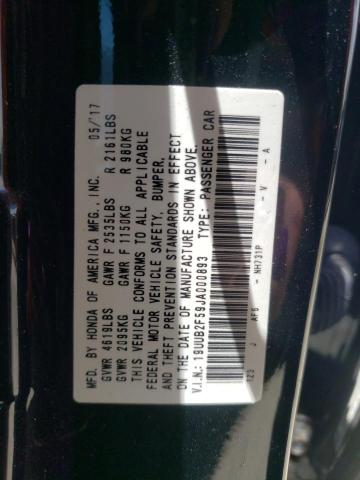 MFD. BY HONDA OF AMERICA MFG.,INC. 05/'17
GVWR 4619LBS GAWR F 2535LBS R 2161LBS
GVWR 2095KG GAWR F 1150KG R 980KG
THIS VEHICLE CONFORMS TO ALL APPLICABLE
FEDERAL MOTOR VEHICLE SAFETY, BUMPER,
AND THEFT PREVENTION STANDARDS IN EFFECT
ON THE DATE OF MANUFACTURE SHOWN ABOVE.
V.I.N.: 19UUB2F59JA000893 TYPE: PASSENGER CAR
123 J AF5 - NH731P - V - A